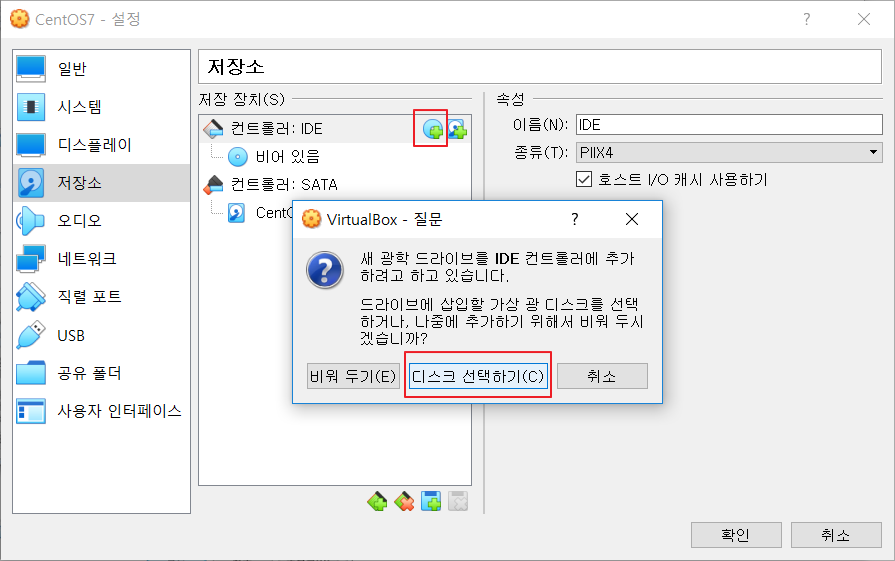 CentOS7 - 설정
일반
시스템
디스플레이
저장소
오디오
네트워크
직렬 포트
USB
공유 폴더
사용자 인터페이스
저장소
저장 장치(S)
컨트롤러: IDE
비어 있음
컨트롤러: SATA
속성
이름(N): IDE
종류(T): PIIX4
호스트 I/O 캐시 사용하기
VirtualBox - 질문
새 광학 드라이브를 IDE 컨트롤러에 추가
하려고 하고 있습니다.
드라이브에 삽입할 가상 광 디스크를 선택
하거나, 나중에 추가하기 위해서 비워 두시
겠습니까?
비워 두기(E)
디스크 선택하기(C)
취소
확인
취소